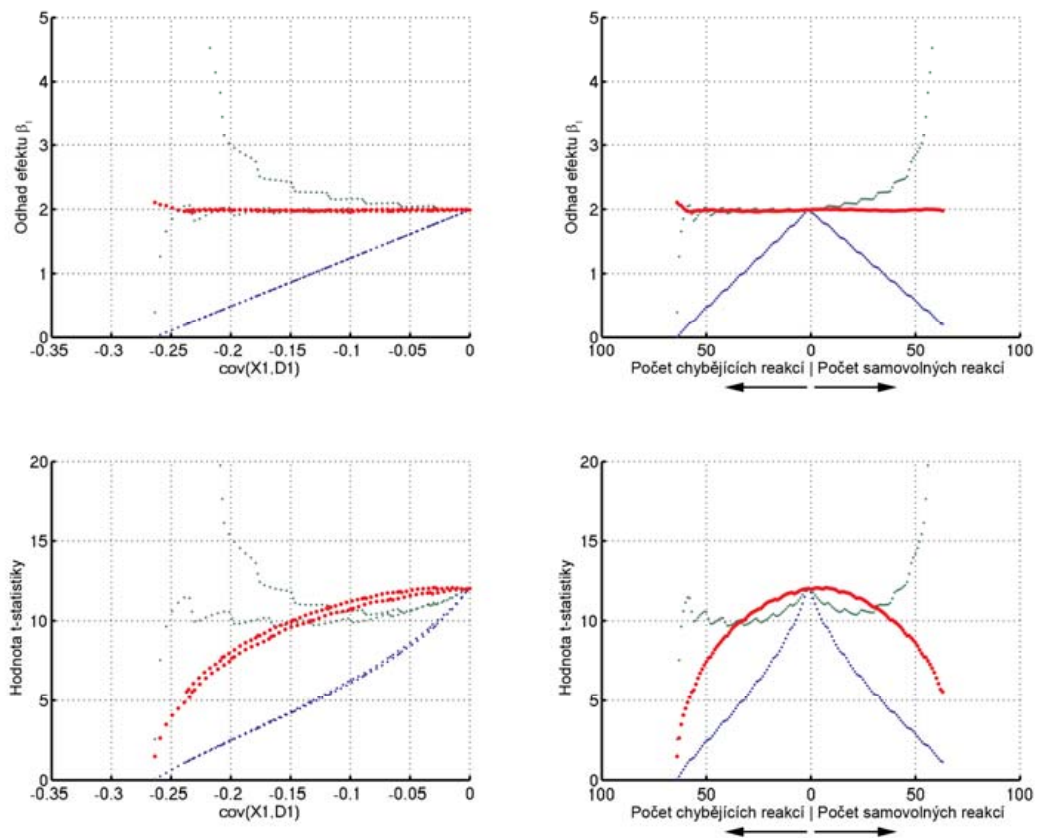 5
4
3
2
1
0
Odhad efektu β₁
-0.35 -0.3 -0.25 -0.2 -0.15 -0.1 -0.05 0
cov(X1,D1)
5
4
3
2
1
0
Odhad efektu β₁
100 50 0 50 100
Počet chybějících reakcí | Počet samovolných reakcí
20
15
10
5
0
Hodnota t-statistiky
-0.35 -0.3 -0.25 -0.2 -0.15 -0.1 -0.05 0
cov(X1,D1)
20
15
10
5
0
Hodnota t-statistiky
100 50 0 50 100
Počet chybějících reakcí | Počet samovolných reakcí